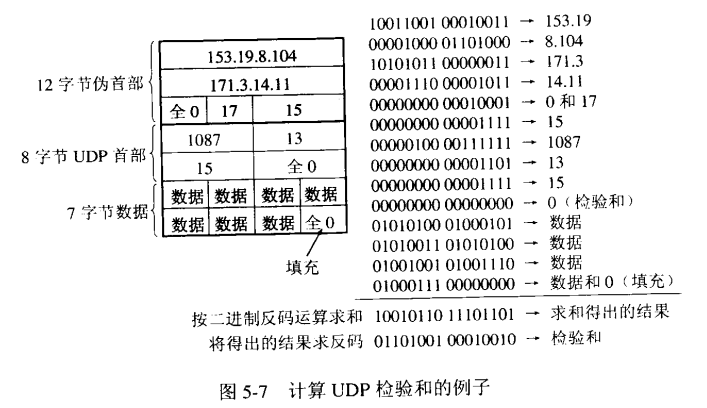 12 字节伪首部
153.19.8.104
171.3.14.11
全 0 17 15
8 字节 UDP 首部
1087 13
15 全 0
7 字节数据
数据 数据 数据 数据
数据 数据 数据 全 0
填充
10011001 00010011 → 153.19
00001000 01101000 → 8.104
10101011 00000011 → 171.3
00001110 00001011 → 14.11
00000000 00010001 → 0 和 17
00000000 00001111 → 15
00000100 00111111 → 1087
00000000 00001101 → 13
00000000 00001111 → 15
00000000 00000000 → 0（检验和）
01010100 01000101 → 数据
01010011 01010100 → 数据
01001001 01001110 → 数据
01000111 00000000 → 数据和 0（填充）
按二进制反码运算求和 10010110 11101101 → 求和得出的结果
将得出的结果求反码 01101001 00010010 → 检验和
图 5-7 计算 UDP 检验和的例子